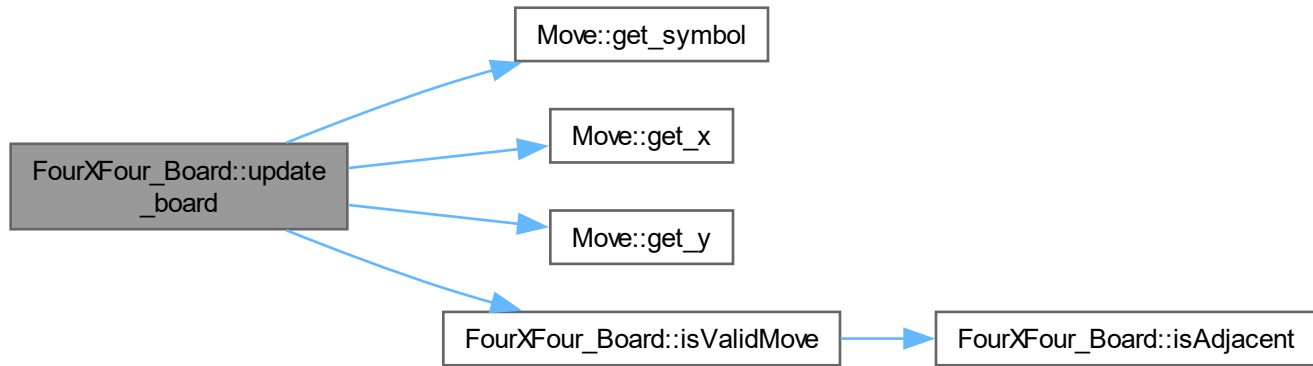 Move::get_symbol
Move::get_x
FourXFour_Board::update
_board
Move::get_y
FourXFour_Board::isValidMove
FourXFour_Board::isAdjacent